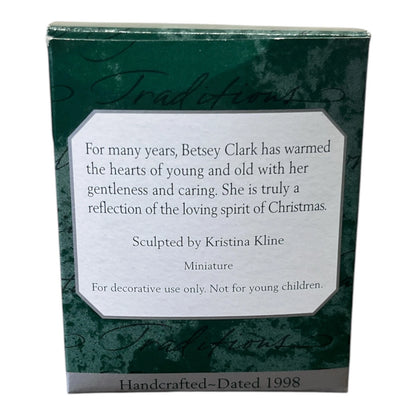 Traditions
For many years, Betsey Clark has warmed
the hearts of young and old with her
gentleness and caring. She is truly a
reflection of the loving spirit of Christmas.
Sculpted by Kristina Kline
Miniature
For decorative use only. Not for young children.
Traditions
Handcrafted~Dated 1998